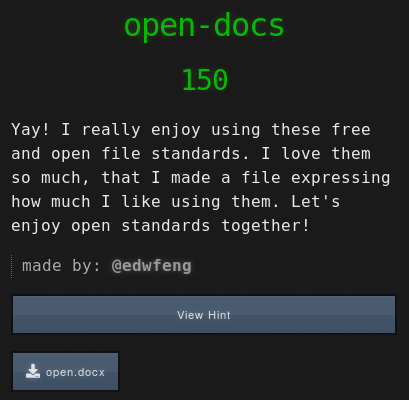 open-docs
150
Yay! I really enjoy using these free
and open file standards. I love them
so much, that I made a file expressing
how much I like using them. Let's
enjoy open standards together!
made by: @edwfeng
View Hint
open.docx